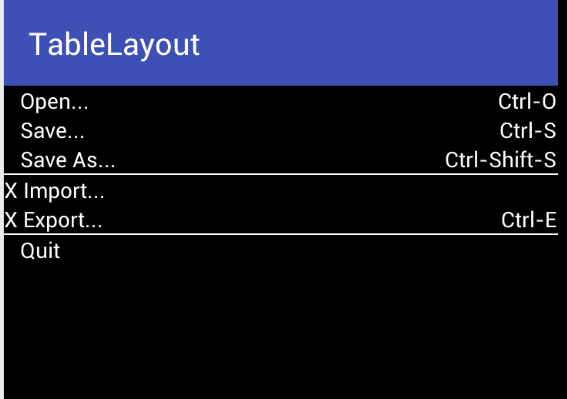 TableLayout
Open... Ctrl-O
Save... Ctrl-S
Save As... Ctrl-Shift-S
X Import...
X Export... Ctrl-E
Quit